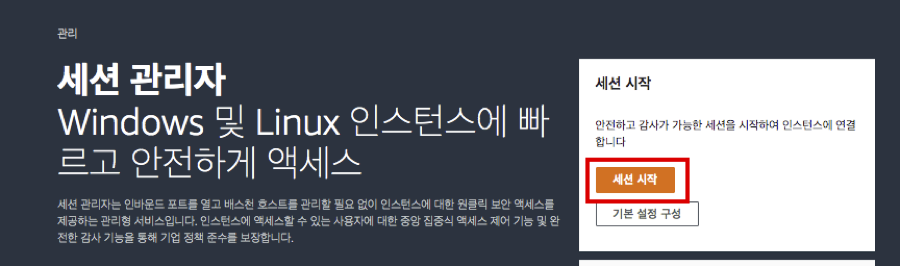 관리
세션 관리자
Windows 및 Linux 인스턴스에 빠
르고 안전하게 액세스
세션 관리자는 인바운드 포트를 열고 배스천 호스트를 관리할 필요 없이 인스턴스에 대한 원클릭 보안 액세스를
제공하는 관리형 서비스입니다. 인스턴스에 액세스할 수 있는 사용자에 대한 중앙 집중식 액세스 제어 기능 및 완
전한 감사 기능을 통해 기업 정책 준수를 보장합니다.
세션 시작
안전하고 감사가 가능한 세션을 시작하여 인스턴스에 연결
합니다
세션 시작
기본 설정 구성